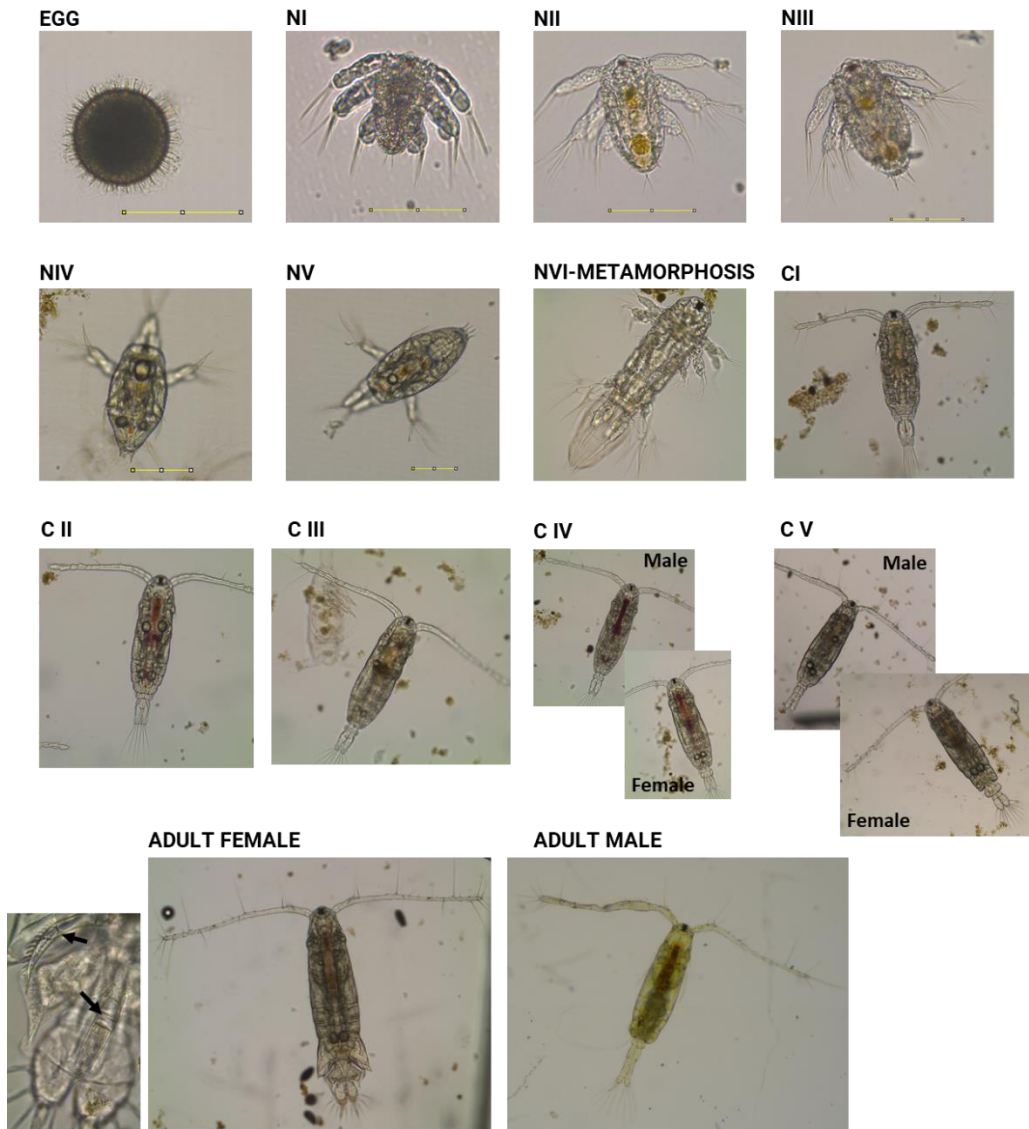 EGG
NI
NII
NIII
NIV
NV
NVI-METAMORPHOSIS
CI
C II
C III
C IV
C V
Male
Female
Male
Female
ADULT FEMALE
ADULT MALE